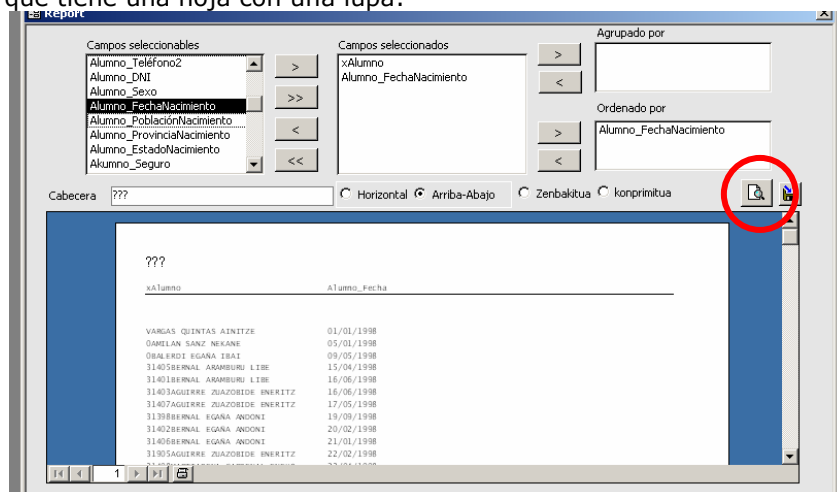 que tiene una hoja con una lupa:
Report
Campos seleccionables
Alumno_Teléfono2
Alumno_DNI
Alumno_Sexo
Alumno_FechaNacimiento
Alumno_PoblaciónNacimiento
Alumno_ProvinciaNacimiento
Alumno_EstadoNacimiento
Akumno_Seguro
>
>>
<
<<
Campos seleccionados
xAlumno
Alumno_FechaNacimiento
>
<
Agrupado por
Ordenado por
>
<
Alumno_FechaNacimiento
Cabecera ???
Horizontal Arriba-Abajo Zenbakitua konprimitua
???
xAlumno Alumno_Fecha
VARGAS QUINTAS AINITZE 01/01/1998
0AMILAN SANZ NEKANE 05/01/1998
0BALERDI EGAÑA IBAI 09/05/1998
31405BERNAL ARAMBURU LIBE 15/04/1998
31401BERNAL ARAMBURU LIBE 16/06/1998
31403AGUIRRE ZUAZOBIDE ENERITZ 16/06/1998
31407AGUIRRE ZUAZOBIDE ENERITZ 17/05/1998
31398BERNAL EGAÑA ANDONI 19/09/1998
31402BERNAL EGAÑA ANDONI 20/02/1998
31406BERNAL EGAÑA ANDONI 21/01/1998
31905AGUIRRE ZUAZOBIDE ENERITZ 22/02/1998
1